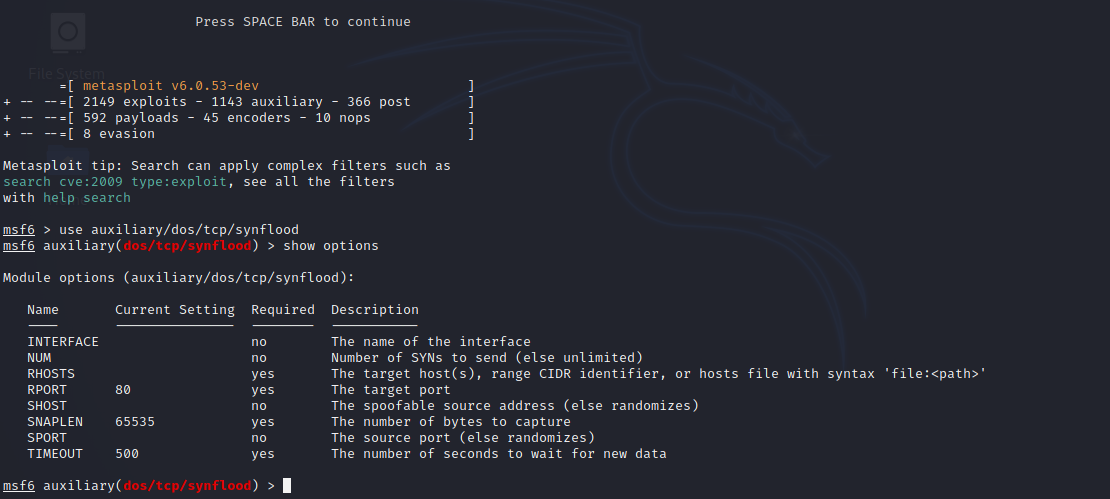 Press SPACE BAR to continue
File System
=[ metasploit v6.0.53-dev ]
+ -- --=[ 2149 exploits - 1143 auxiliary - 366 post ]
+ -- --=[ 592 payloads - 45 encoders - 10 nops ]
+ -- --=[ 8 evasion ]
Metasploit tip: Search can apply complex filters such as
search cve:2009 type:exploit, see all the filters
with help search
msf6 > use auxiliary/dos/tcp/synflood
msf6 auxiliary(dos/tcp/synflood) > show options
Module options (auxiliary/dos/tcp/synflood):
Name Current Setting Required Description
---- --------------- -------- -----------
INTERFACE no The name of the interface
NUM no Number of SYNs to send (else unlimited)
RHOSTS yes The target host(s), range CIDR identifier, or hosts file with syntax 'file:<path>'
RPORT 80 yes The target port
SHOST no The spoofable source address (else randomizes)
SNAPLEN 65535 yes The number of bytes to capture
SPORT no The source port (else randomizes)
TIMEOUT 500 yes The number of seconds to wait for new data
msf6 auxiliary(dos/tcp/synflood) >